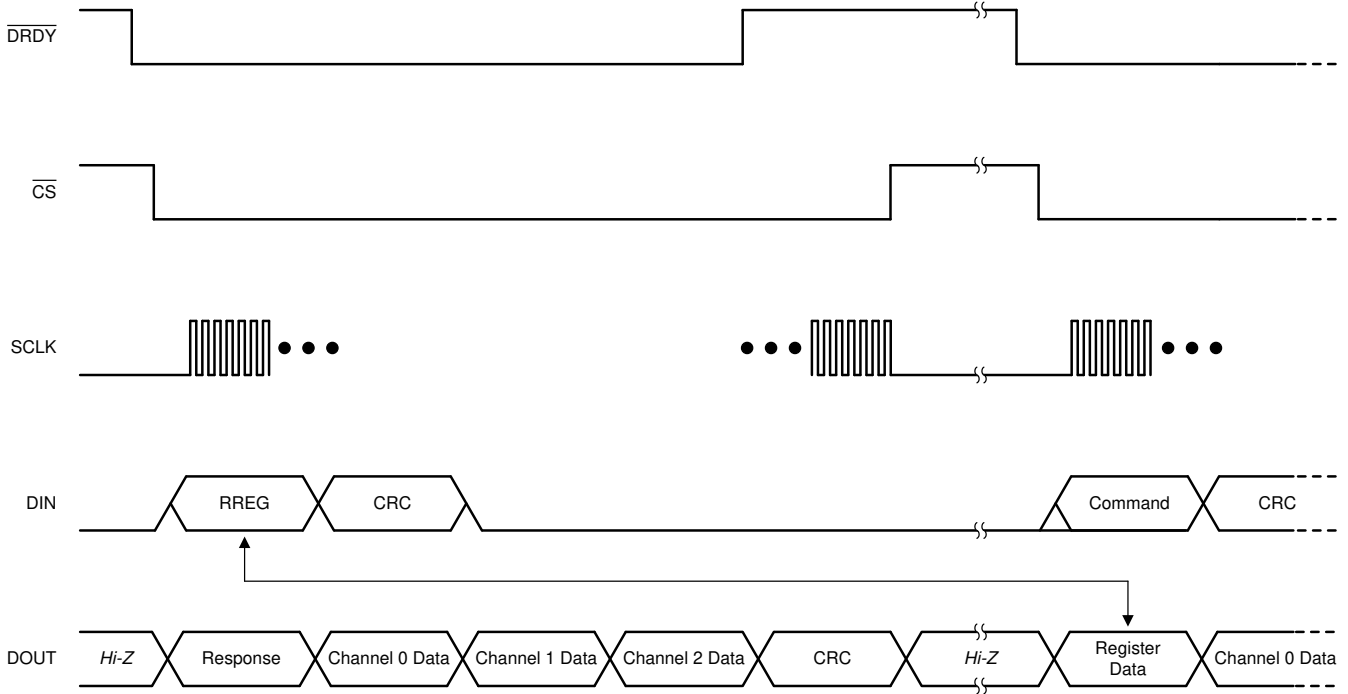 DRDY
CS
SCLK
DIN
RREG
CRC
Command
CRC
DOUT
Hi-Z
Response
Channel 0 Data
Channel 1 Data
Channel 2 Data
CRC
Hi-Z
Register
Data
Channel 0 Data